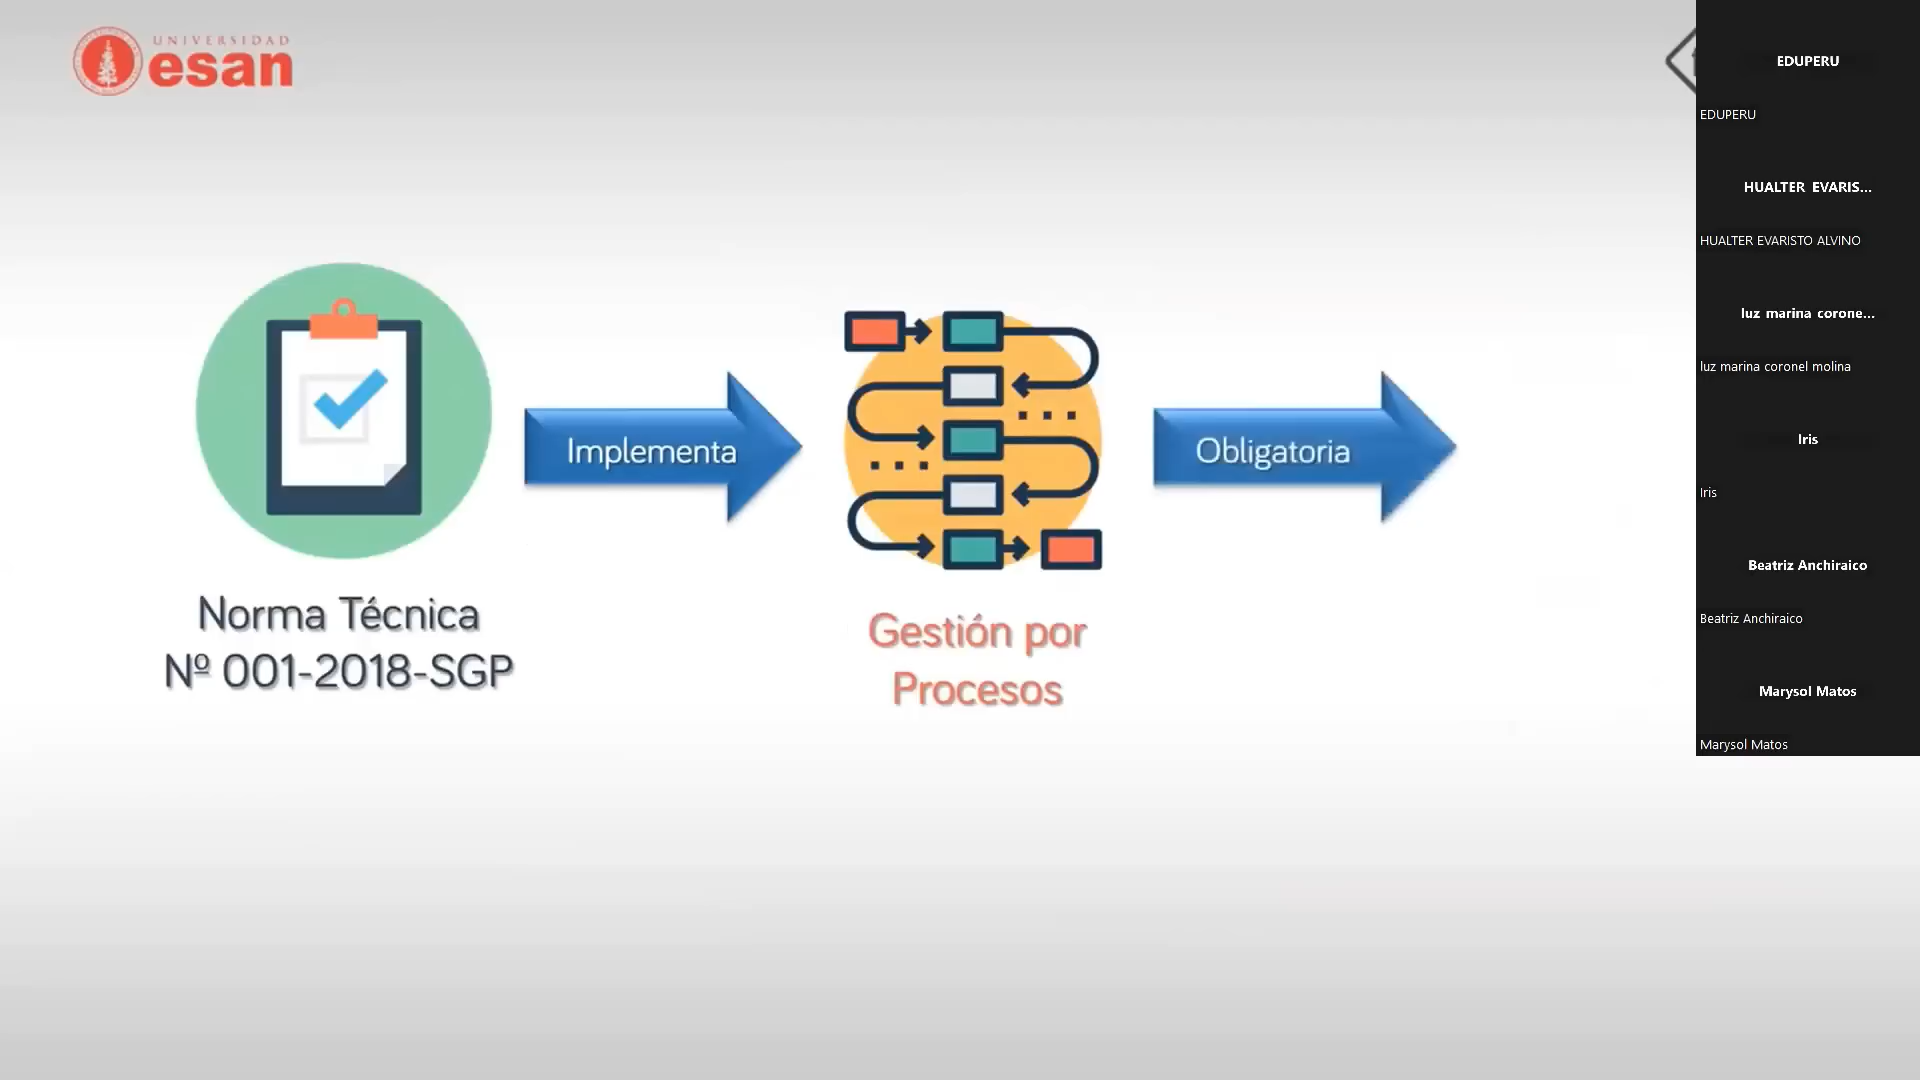 UNIVERSIDAD
esan
Implementa
Obligatoria
Norma Técnica
Nº 001-2018-SGP
Gestión por
Procesos
EDUPERU
EDUPERU
HUALTER EVARIS...
HUALTER EVARISTO ALVINO
luz marina corone...
luz marina coronel molina
Iris
Iris
Beatriz Anchiraico
Beatriz Anchiraico
Marysol Matos
Marysol Matos